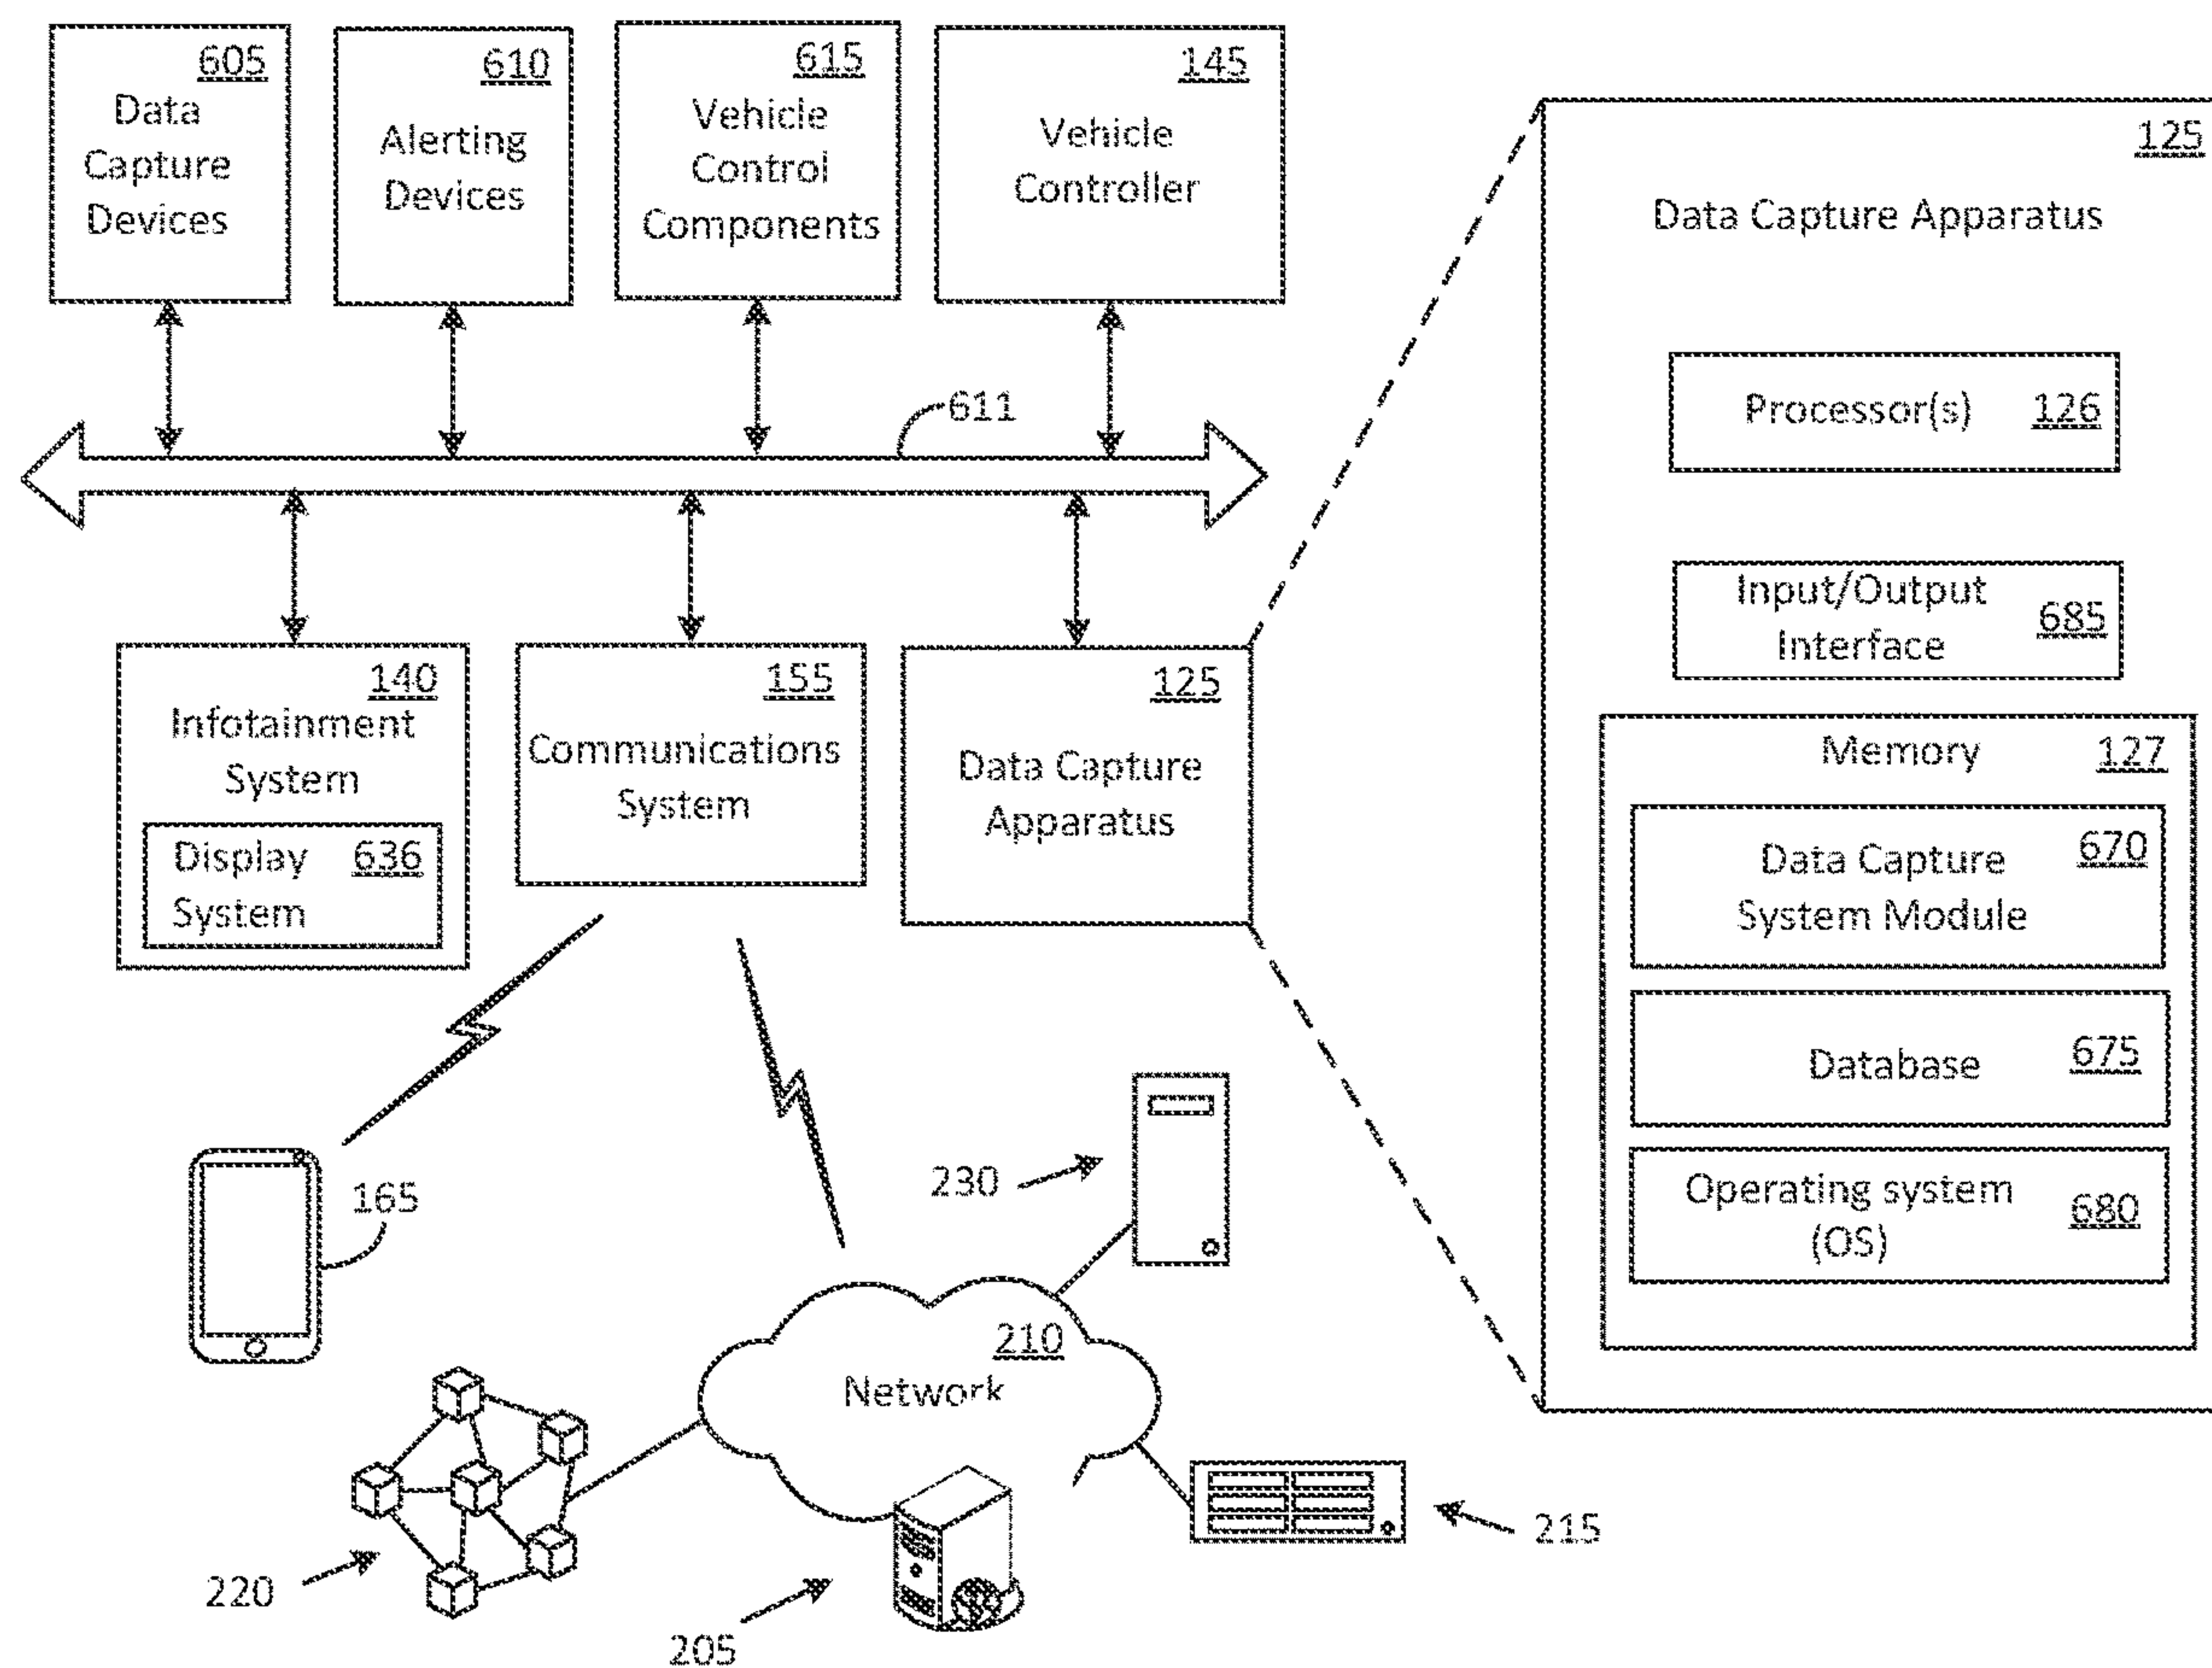 605
Data
Capture
Devices
610
Alerting
Devices
615
Vehicle
Control
Components
145
Vehicle
Controller
611
140
Infotainment
System
Display 636
System
155
Communications
System
125
Data Capture
Apparatus
125
Data Capture Apparatus
Processor(s) 126
Input/Output
Interface
685
Memory 127
Data Capture
System Module
670
Database 675
Operating system
(OS)
680
165
230
210
Network
220
205
215